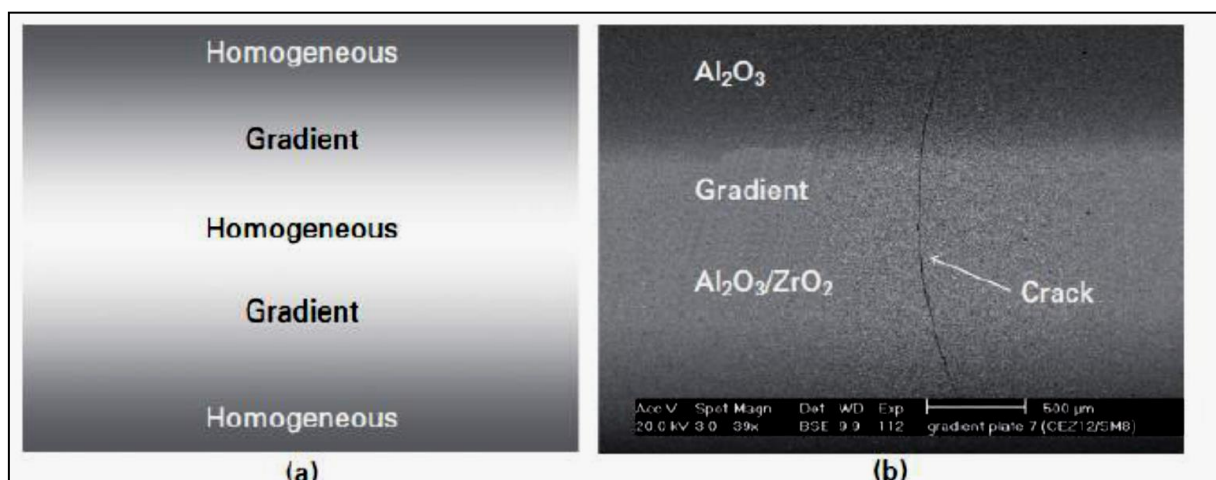 Homogeneous
Gradient
Homogeneous
Gradient
Homogeneous
(a)
Al₂O₃
Gradient
Al₂O₃/ZrO₂
Crack
Acc V Spot Magn Det WD Exp 500 µm
20.0 kV 3.0 39x BSE 9.9 112 gradient plate 7 (CEZ12/SM8)
(b)